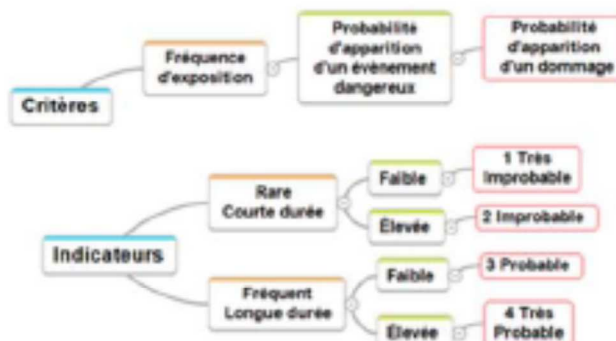 Critères
Fréquence
d'exposition
Probabilité
d'apparition
d'un évènement
dangereux
Probabilité
d'apparition
d'un dommage
Indicateurs
Rare
Courte durée
Faible
1 Très
Improbable
Élevée
2 Improbable
Fréquent
Longue durée
Faible
3 Probable
Élevée
4 Très
Probable